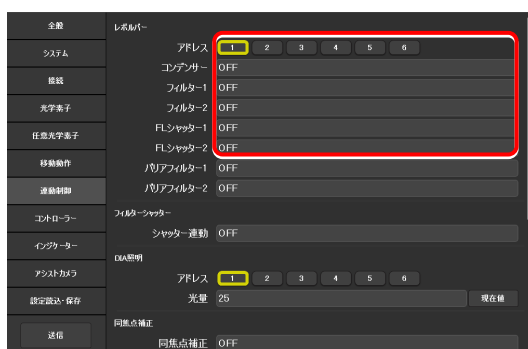 全般
システム
接続
光学素子
任意光学素子
移動動作
連動制御
コントローラー
インジケーター
アシストカメラ
設定読込・保存
送信
レボルバー
アドレス 1 2 3 4 5 6
コンデンサー OFF
フィルター1 OFF
フィルター2 OFF
FLシャッター1 OFF
FLシャッター2 OFF
バリアフィルター1 OFF
バリアフィルター2 OFF
フィルターシャッター
シャッター連動 OFF
DIA照明
アドレス 1 2 3 4 5 6
光量 25 現在値
同焦点補正
同焦点補正 OFF